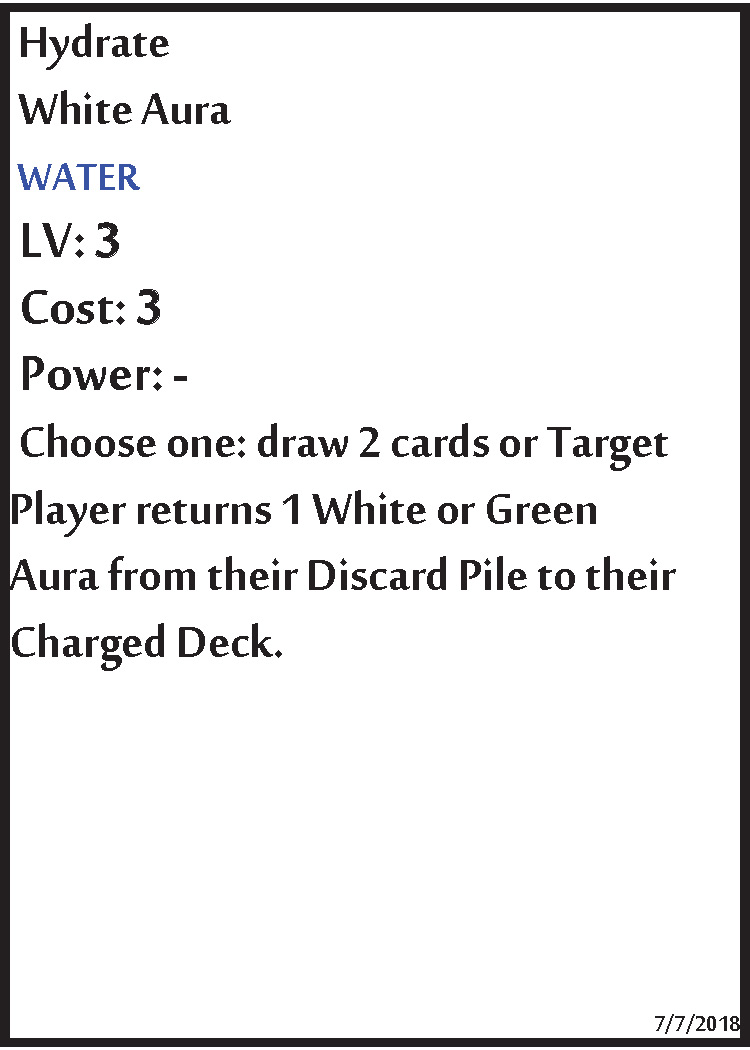 Hydrate
White Aura
WATER
LV: 3
Cost: 3
Power: -
Choose one: draw 2 cards or Target
Player returns 1 White or Green
Aura from their Discard Pile to their
Charged Deck.
7/7/2018